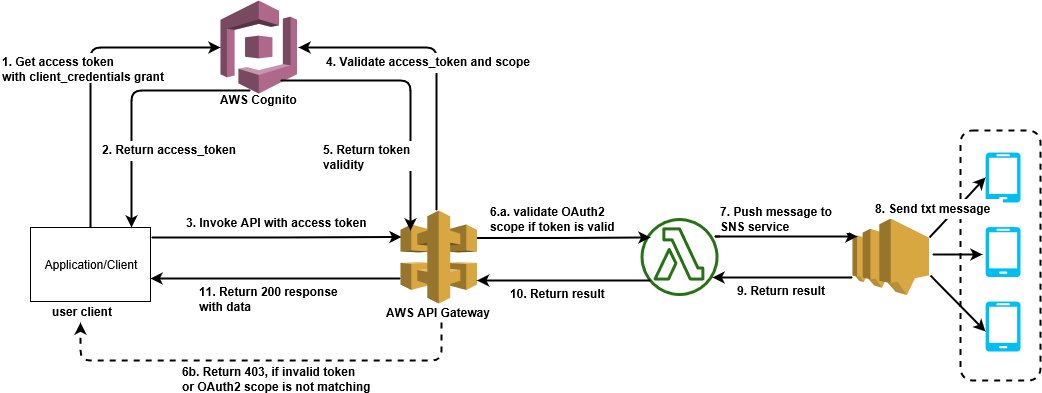 1. Get access token
with client_credentials grant
4. Validate access_token and scope
AWS Cognito
2. Return access_token
5. Return token
validity
3. Invoke API with access token
6.a. validate OAuth2
scope if token is valid
7. Push message to
SNS service
8. Send txt message
Application/Client
user client
11. Return 200 response
with data
AWS API Gateway
10. Return result
9. Return result
6b. Return 403, if invalid token
or OAuth2 scope is not matching